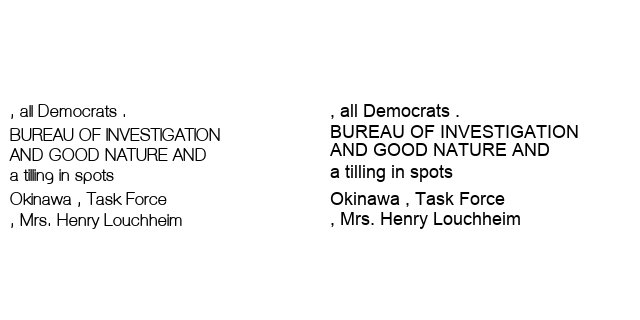 , all Democrats .
BUREAU OF INVESTIGATION
AND GOOD NATURE AND
a tilling in spots
Okinawa , Task Force
, Mrs. Henry Louchheim
, all Democrats .
BUREAU OF INVESTIGATION
AND GOOD NATURE AND
a tilling in spots
Okinawa , Task Force
, Mrs. Henry Louchheim